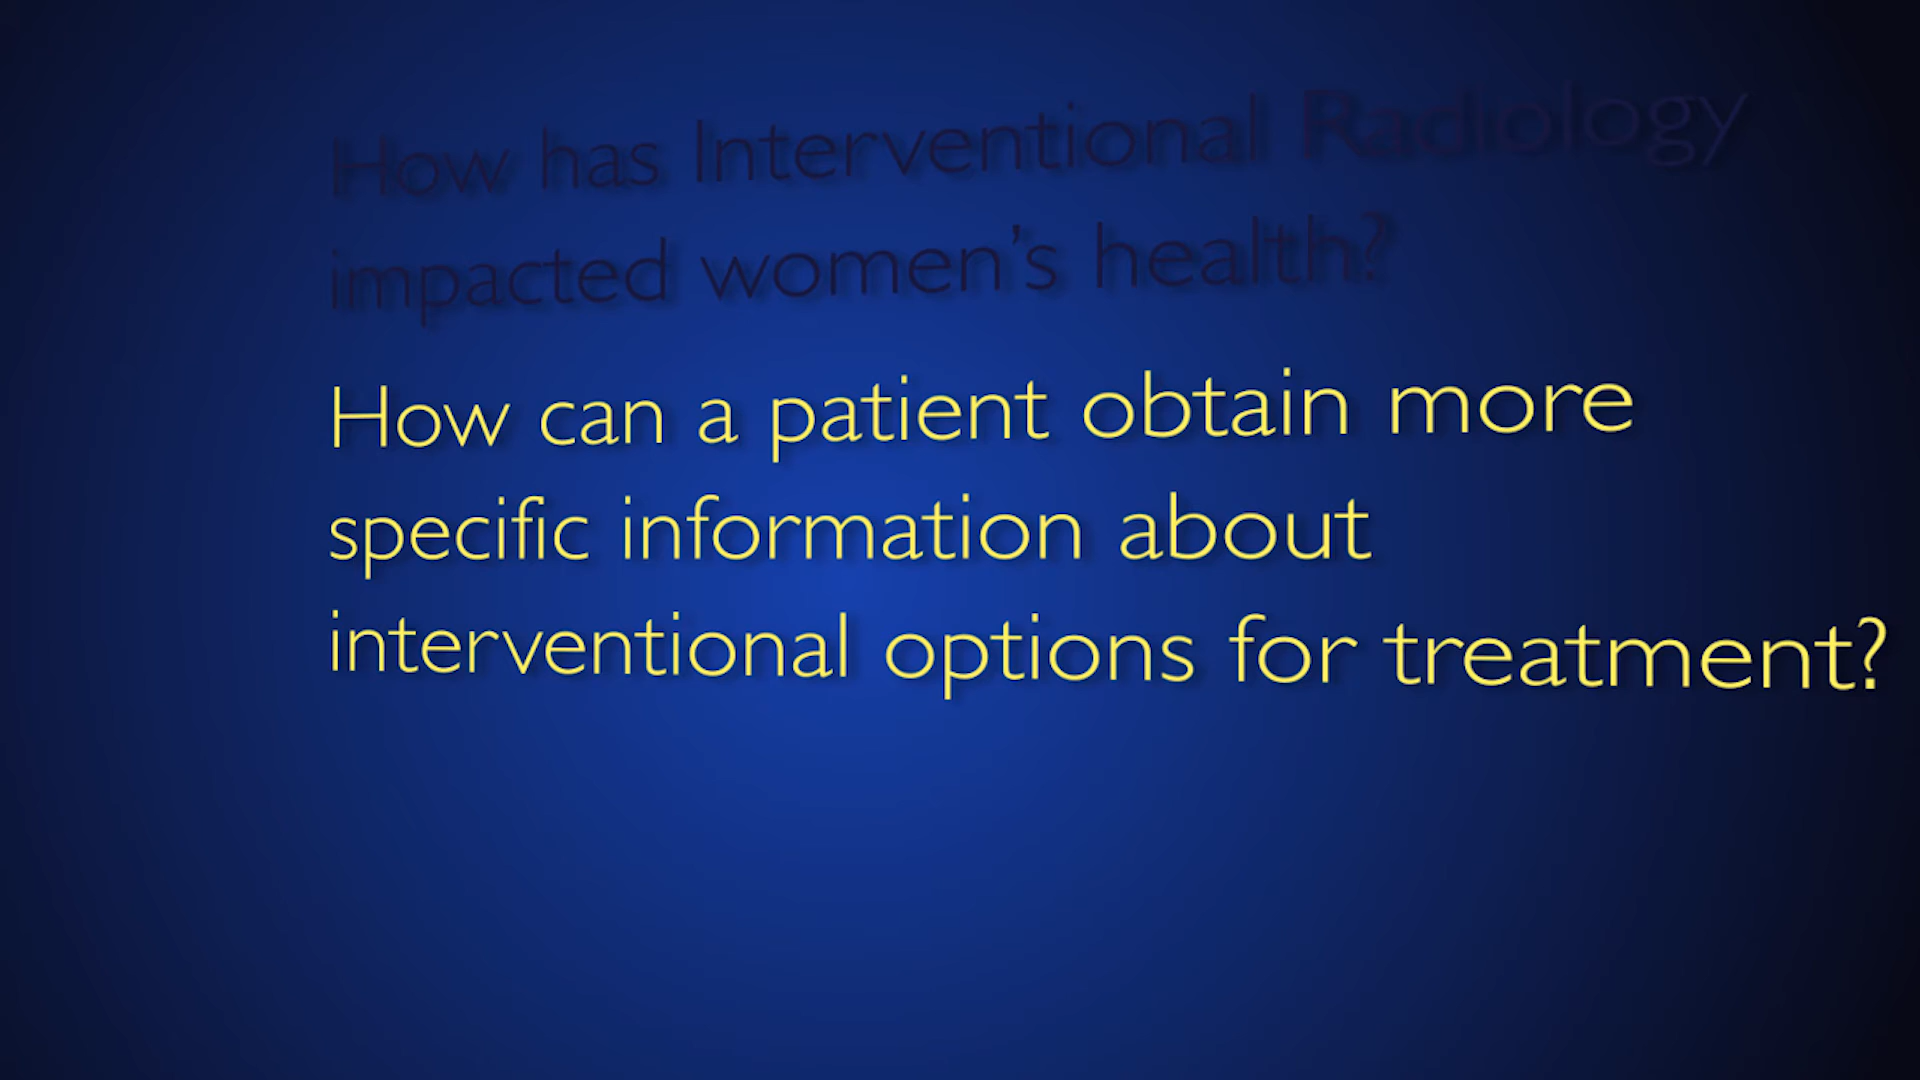 How has Interventional Radiology
impacted women's health?
How can a patient obtain more
specific information about
interventional options for treatment?